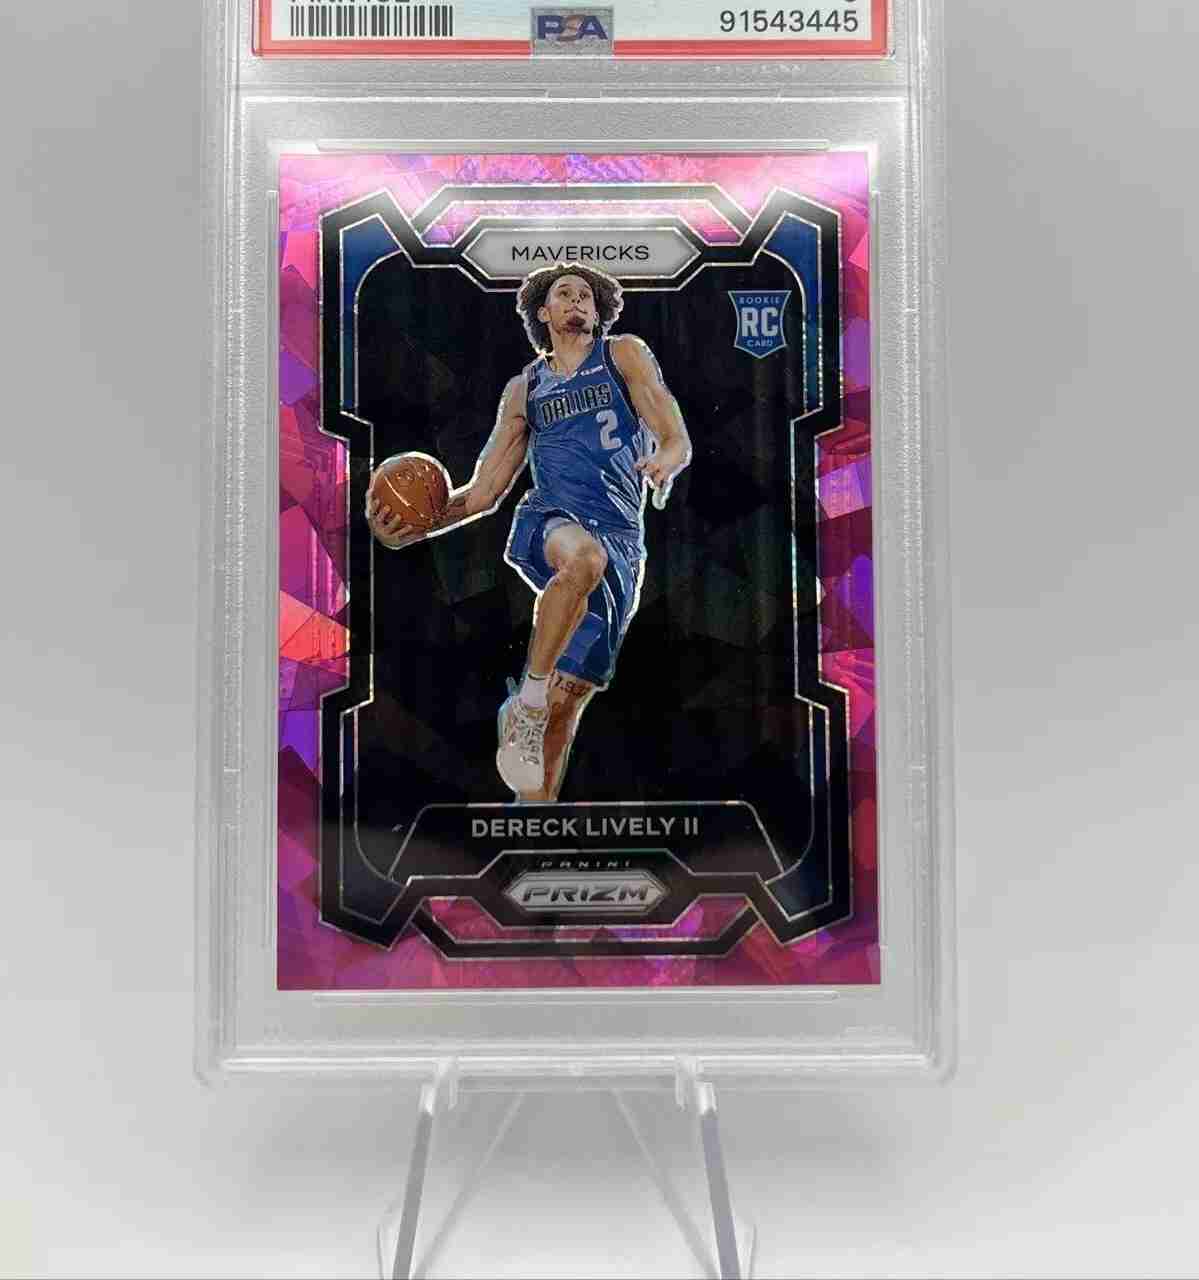 PSA
91543445
MAVERICKS
ROOKIE
RC
CARD
DALLAS
2
DERECK LIVELY II
PANINI
PRIZM